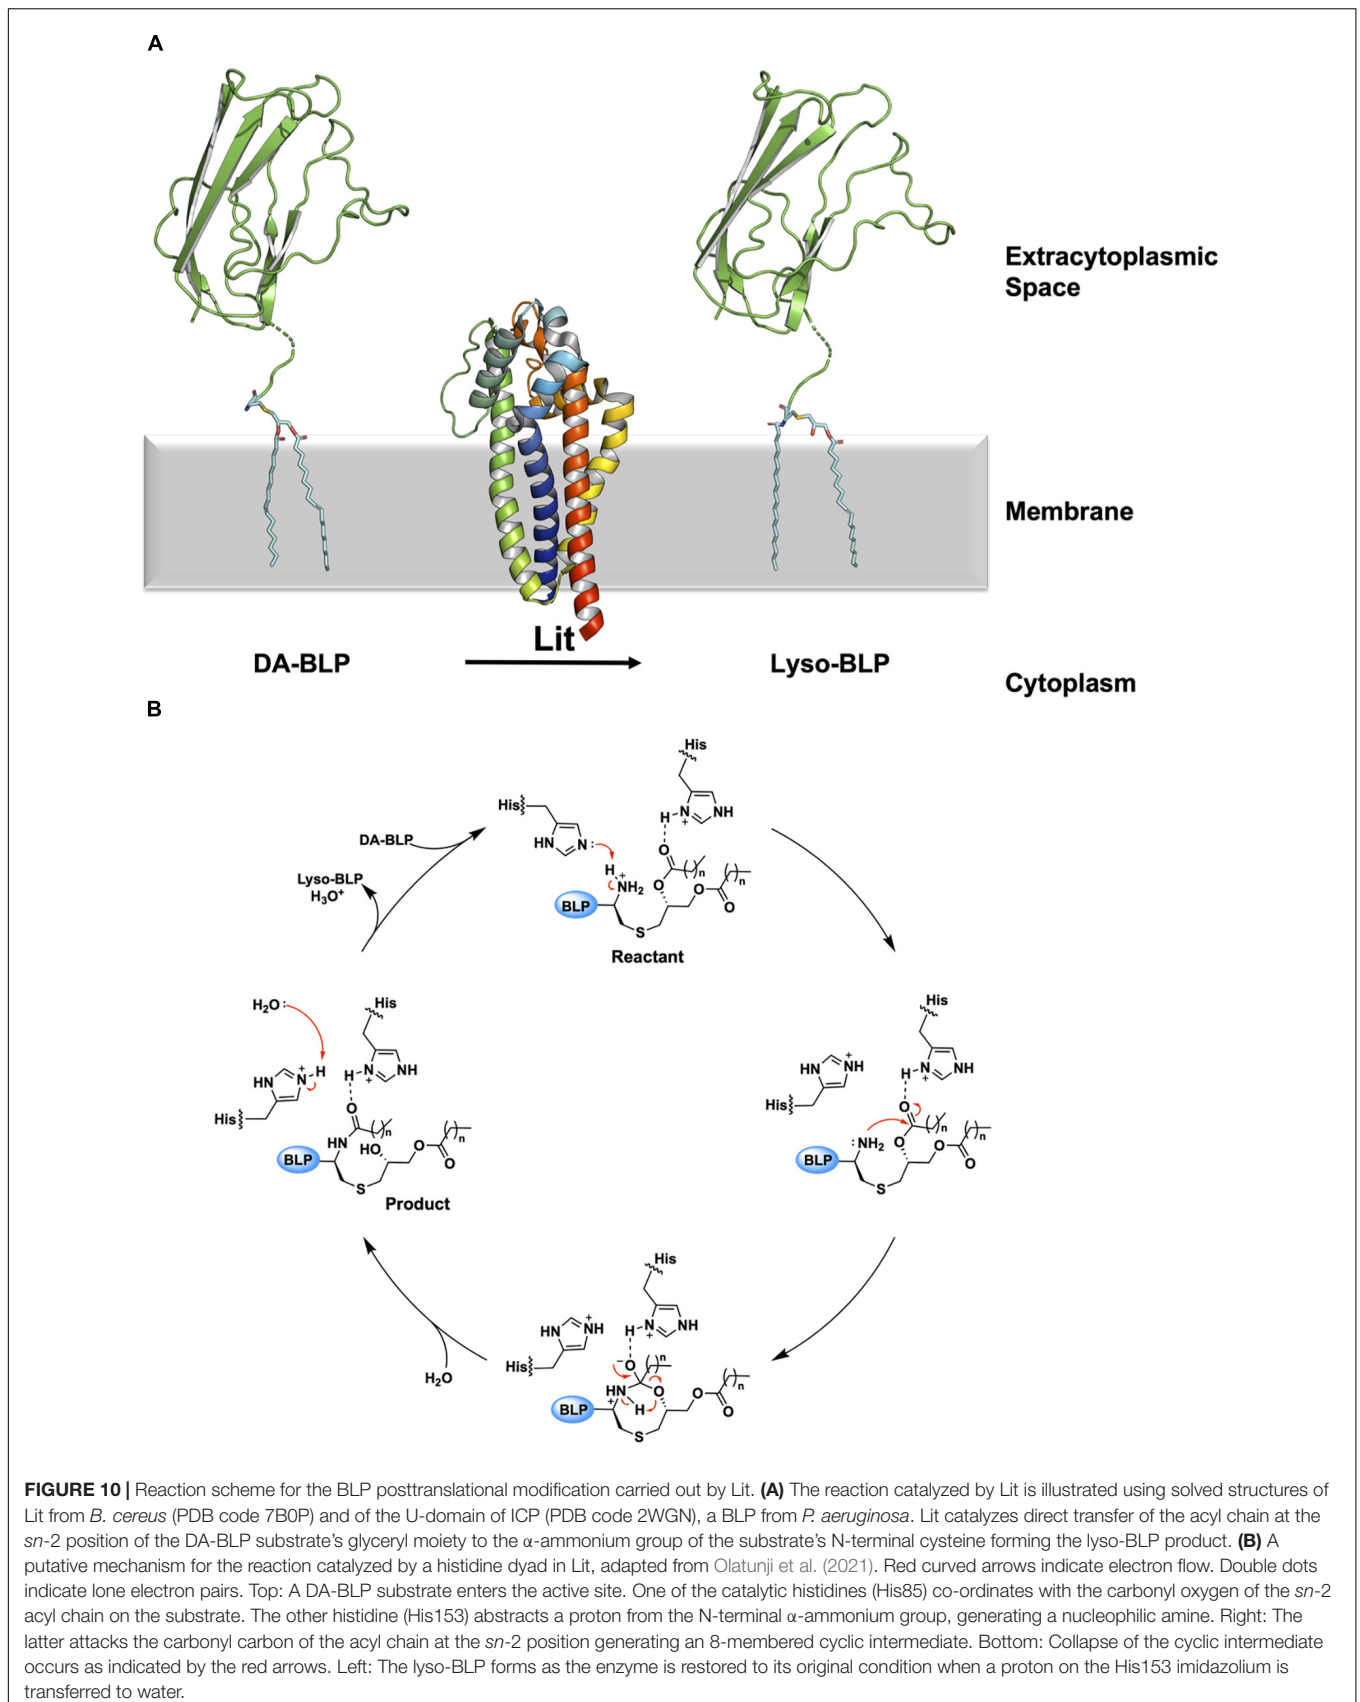 A
Extracytoplasmic
Space
Membrane
Lit
DA-BLP
Lyso-BLP
Cytoplasm
B
His
His
H
N
+
NH
HN
N:
DA-BLP
Lyso-BLP
H₃O⁺
H
+
NH₂
O
n
O
O
n
O
BLP
S
Reactant
H₂O:
His
HN
+
N
H
H
N
+
NH
His
O
HN
n
HO
O
n
O
BLP
S
Product
His
HN
+
NH
H
N
+
NH
His
O
:NH₂
n
O
O
n
O
BLP
S
His
HN
+
NH
H
N
+
NH
His
⁻O
n
HN
+
H
O
O
n
O
BLP
S
H₂O
FIGURE 10 | Reaction scheme for the BLP posttranslational modification carried out by Lit. (A) The reaction catalyzed by Lit is illustrated using solved structures of
Lit from B. cereus (PDB code 7B0P) and of the U-domain of ICP (PDB code 2WGN), a BLP from P. aeruginosa. Lit catalyzes direct transfer of the acyl chain at the
sn-2 position of the DA-BLP substrate's glyceryl moiety to the α-ammonium group of the substrate's N-terminal cysteine forming the lyso-BLP product. (B) A
putative mechanism for the reaction catalyzed by a histidine dyad in Lit, adapted from Olatunji et al. (2021). Red curved arrows indicate electron flow. Double dots
indicate lone electron pairs. Top: A DA-BLP substrate enters the active site. One of the catalytic histidines (His85) co-ordinates with the carbonyl oxygen of the sn-2
acyl chain on the substrate. The other histidine (His153) abstracts a proton from the N-terminal α-ammonium group, generating a nucleophilic amine. Right: The
latter attacks the carbonyl carbon of the acyl chain at the sn-2 position generating an 8-membered cyclic intermediate. Bottom: Collapse of the cyclic intermediate
occurs as indicated by the red arrows. Left: The lyso-BLP forms as the enzyme is restored to its original condition when a proton on the His153 imidazolium is
transferred to water.